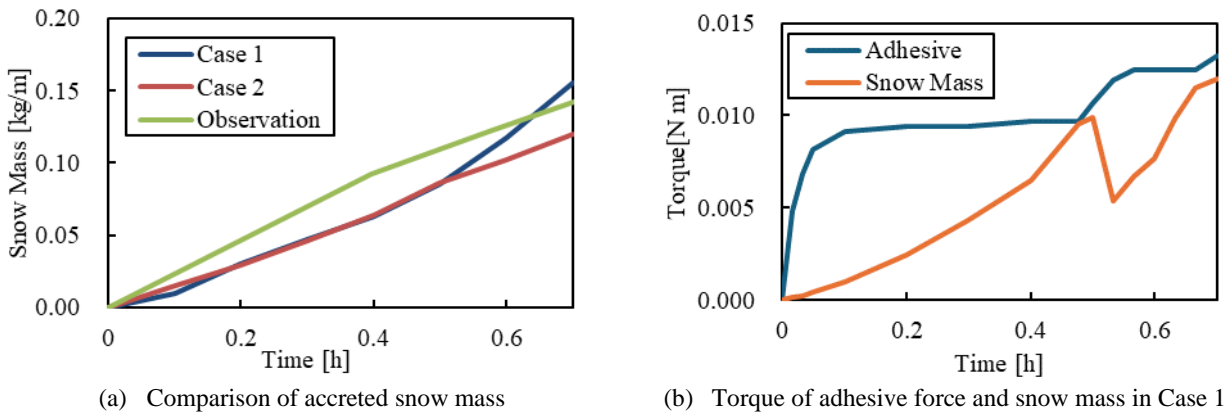 0.20
0.15
0.10
0.05
0.00
Snow Mass [kg/m]
Case 1
Case 2
Observation
0 0.2 0.4 0.6
Time [h]
(a) Comparison of accreted snow mass
0.015
0.010
0.005
0.000
Torque[N m]
Adhesive
Snow Mass
0 0.2 0.4 0.6
Time [h]
(b) Torque of adhesive force and snow mass in Case 1